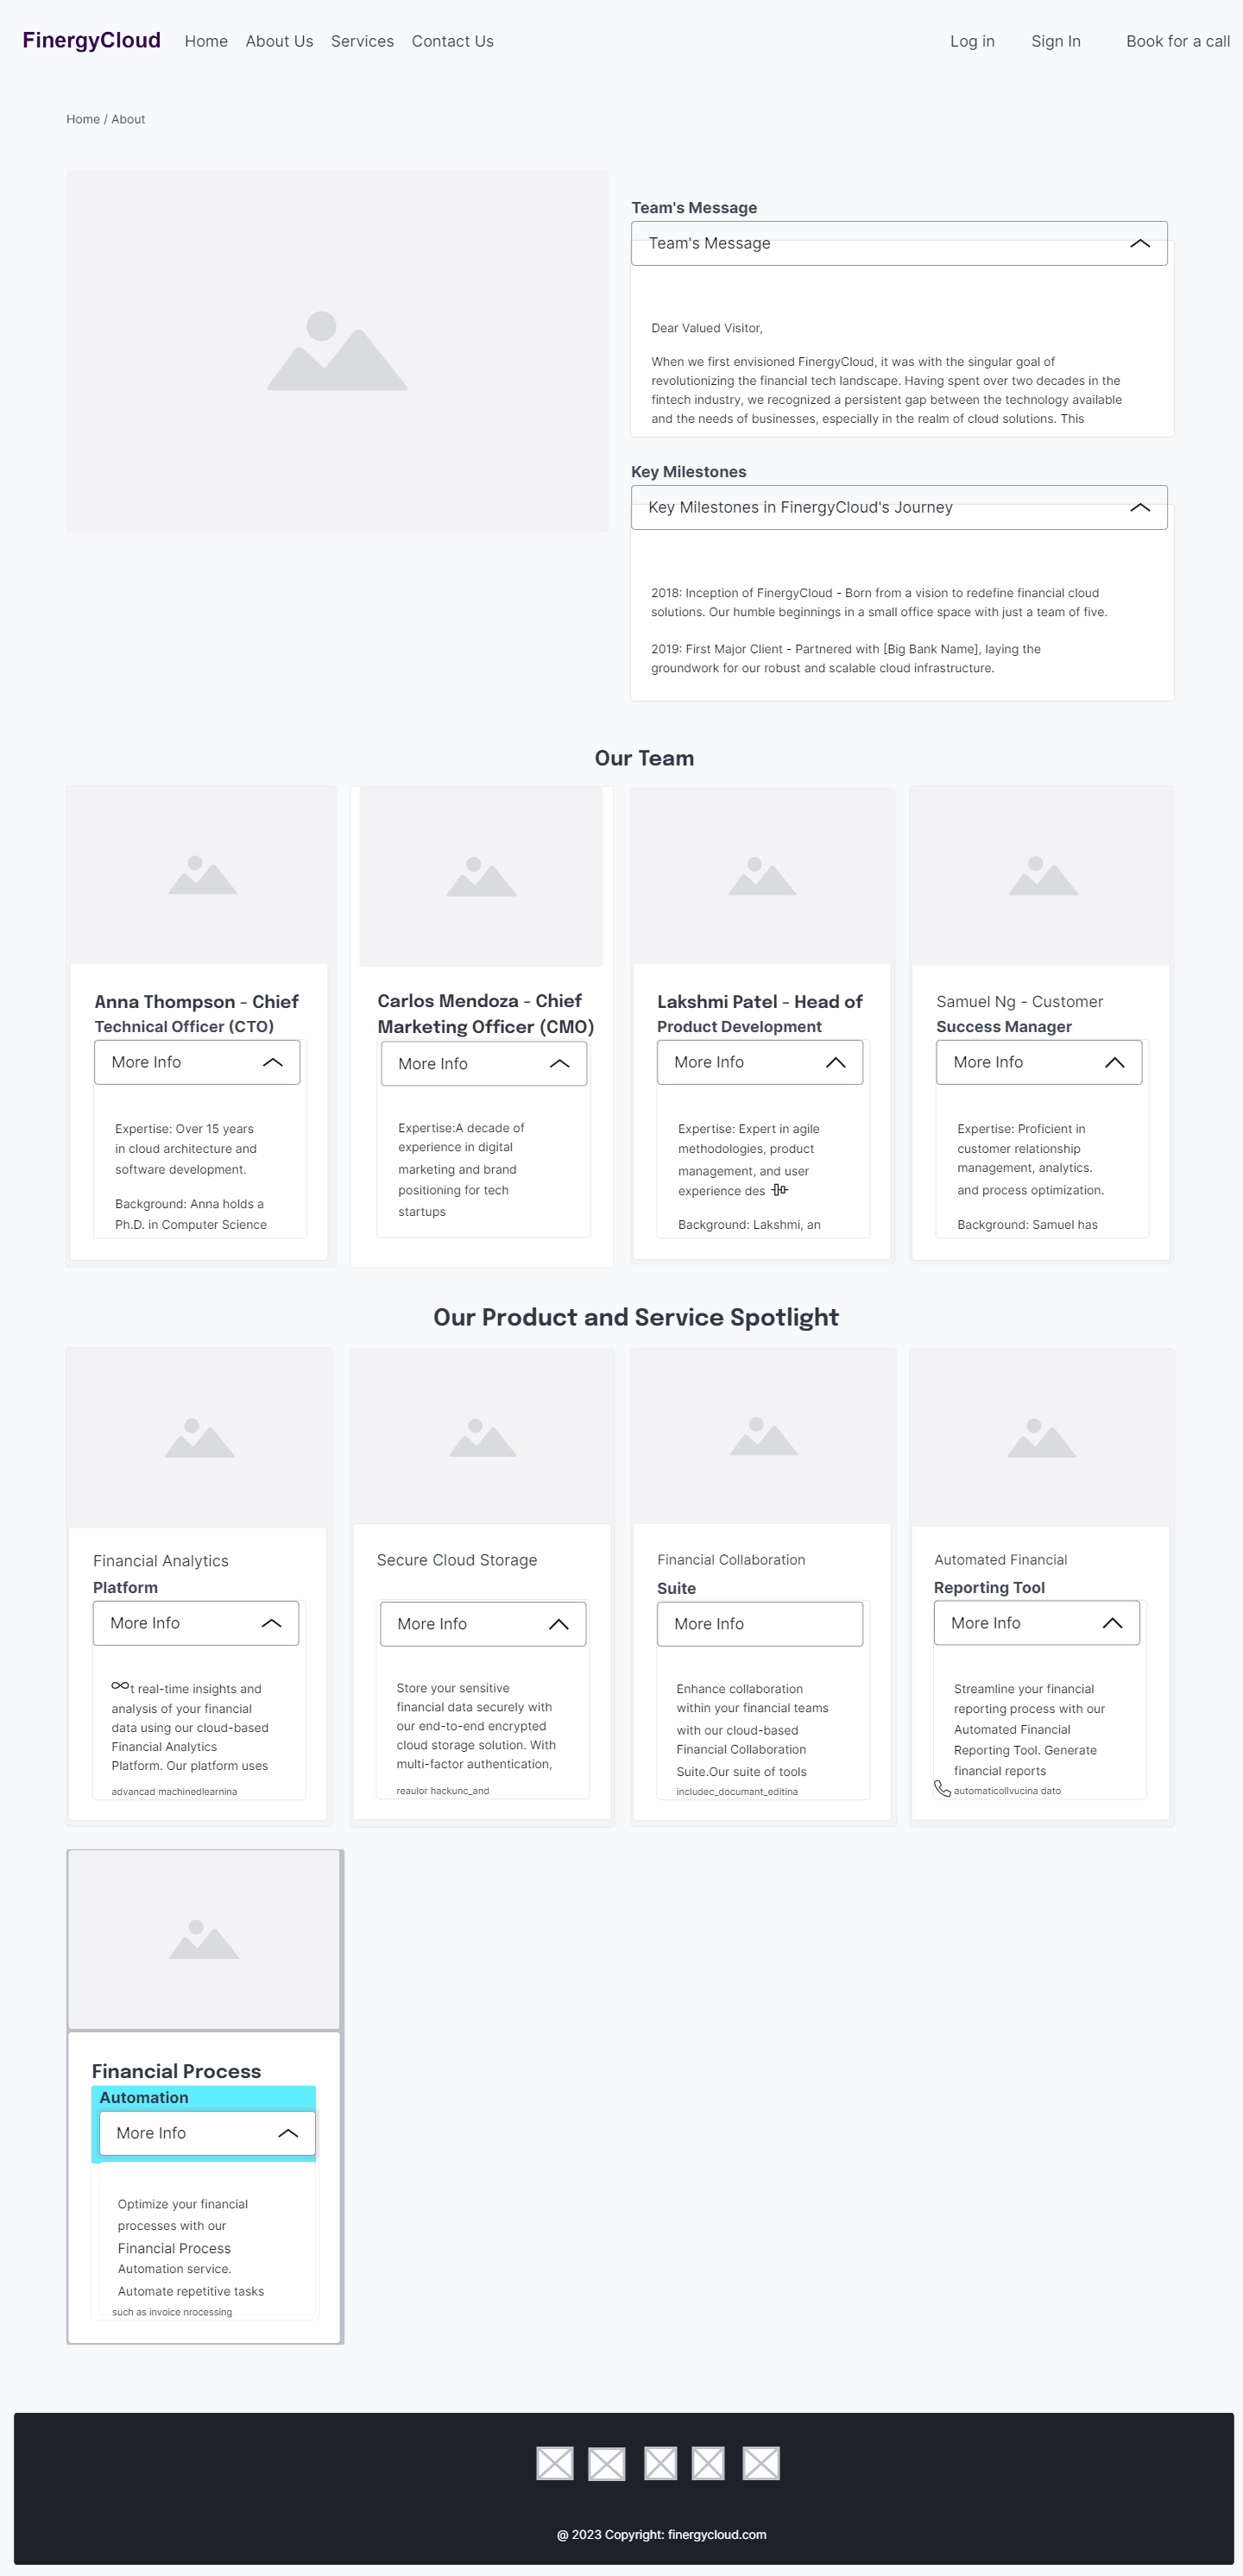 FinergyCloud Home About Us Services Contact Us Log in Sign In Book for a call
Home / About
Team's Message
Team's Message
Dear Valued Visitor,
When we first envisioned FinergyCloud, it was with the singular goal of
revolutionizing the financial tech landscape. Having spent over two decades in the
fintech industry, we recognized a persistent gap between the technology available
and the needs of businesses, especially in the realm of cloud solutions. This
Key Milestones
Key Milestones in FinergyCloud's Journey
2018: Inception of FinergyCloud - Born from a vision to redefine financial cloud
solutions. Our humble beginnings in a small office space with just a team of five.
2019: First Major Client - Partnered with [Big Bank Name], laying the
groundwork for our robust and scalable cloud infrastructure.
Our Team
Anna Thompson - Chief
Technical Officer (CTO)
More Info
Expertise: Over 15 years
in cloud architecture and
software development.
Background: Anna holds a
Ph.D. in Computer Science
Carlos Mendoza - Chief
Marketing Officer (CMO)
More Info
Expertise:A decade of
experience in digital
marketing and brand
positioning for tech
startups
Lakshmi Patel - Head of
Product Development
More Info
Expertise: Expert in agile
methodologies, product
management, and user
experience des
Background: Lakshmi, an
Samuel Ng - Customer
Success Manager
More Info
Expertise: Proficient in
customer relationship
management, analytics.
and process optimization.
Background: Samuel has
Our Product and Service Spotlight
Financial Analytics
Platform
More Info
t real-time insights and
analysis of your financial
data using our cloud-based
Financial Analytics
Platform. Our platform uses
advancad machinedlearnina
Secure Cloud Storage
More Info
Store your sensitive
financial data securely with
our end-to-end encrypted
cloud storage solution. With
multi-factor authentication,
reaulor hackunc_and
Financial Collaboration
Suite
More Info
Enhance collaboration
within your financial teams
with our cloud-based
Financial Collaboration
Suite.Our suite of tools
includec_documant_editina
Automated Financial
Reporting Tool
More Info
Streamline your financial
reporting process with our
Automated Financial
Reporting Tool. Generate
financial reports
automaticollvucina dato
Financial Process
Automation
More Info
Optimize your financial
processes with our
Financial Process
Automation service.
Automate repetitive tasks
such as invoice nrocessing
@ 2023 Copyright: finergycloud.com